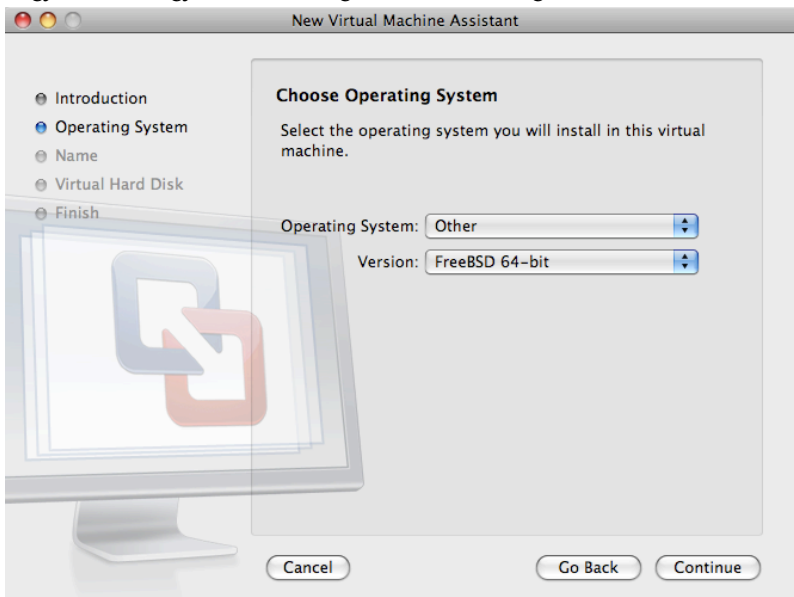 New Virtual Machine Assistant
Introduction
Operating System
Name
Virtual Hard Disk
Finish
Choose Operating System
Select the operating system you will install in this virtual
machine.
Operating System: Other
Version: FreeBSD 64-bit
Cancel
Go Back
Continue